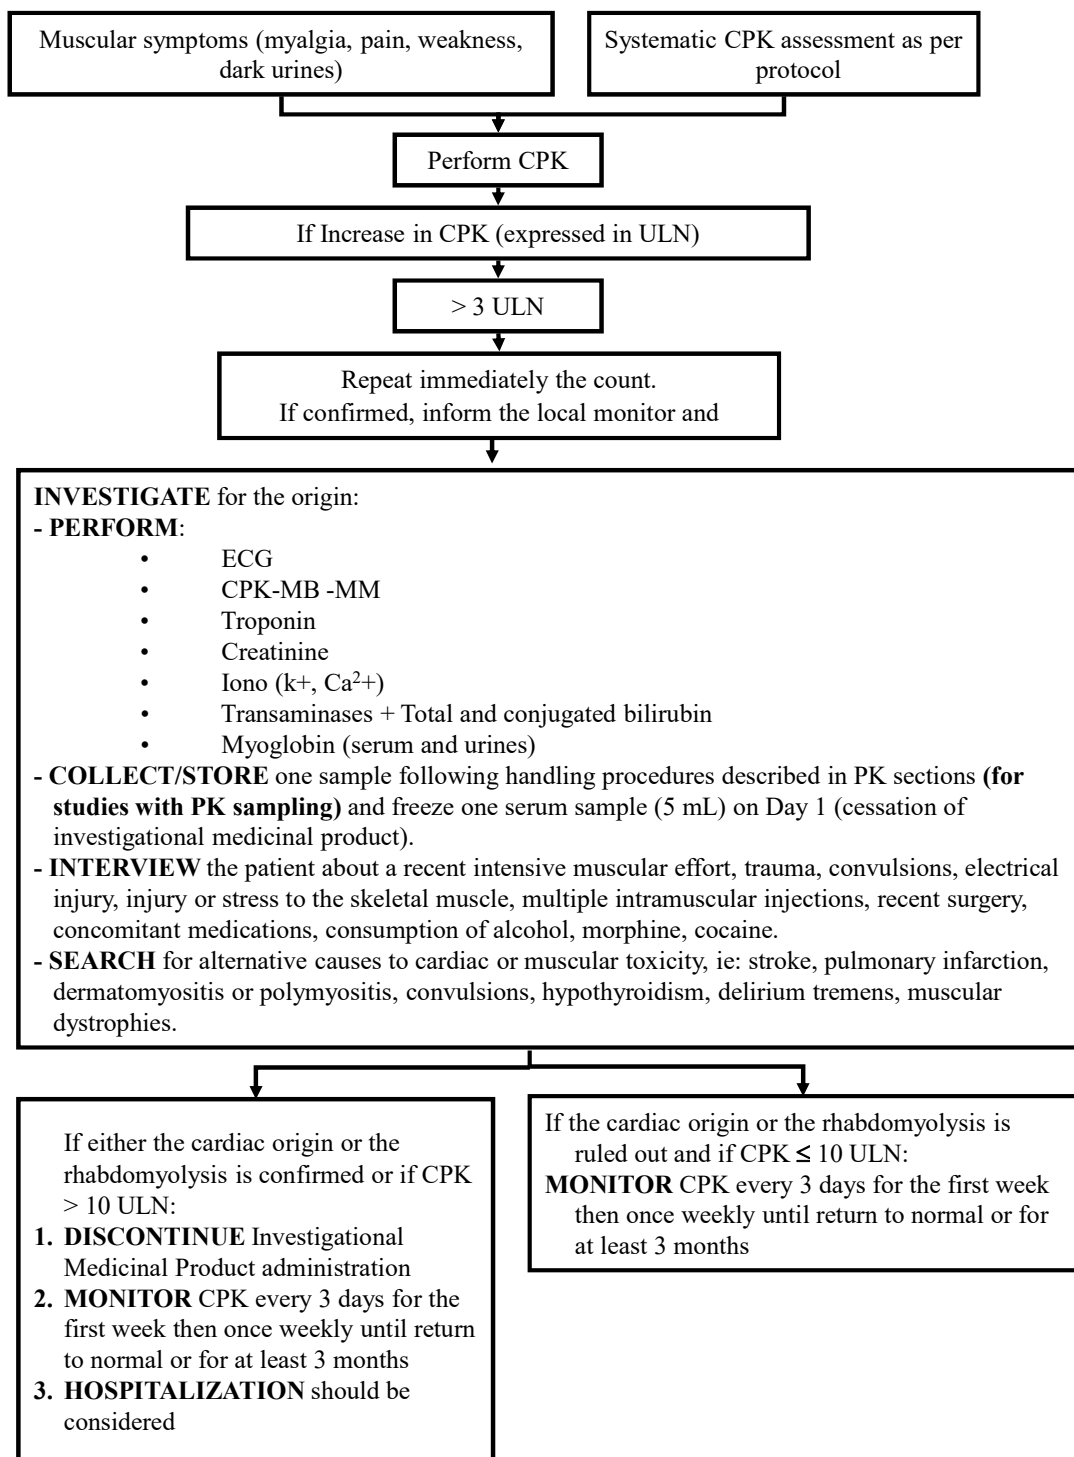 Muscular symptoms (myalgia, pain, weakness,
dark urines)
Systematic CPK assessment as per
protocol
Perform CPK
If Increase in CPK (expressed in ULN)
> 3 ULN
Repeat immediately the count.
If confirmed, inform the local monitor and
INVESTIGATE for the origin:
- PERFORM:
• ECG
• CPK-MB -MM
• Troponin
• Creatinine
• Iono (k+, Ca²⁺)
• Transaminases + Total and conjugated bilirubin
• Myoglobin (serum and urines)
- COLLECT/STORE one sample following handling procedures described in PK sections (for
studies with PK sampling) and freeze one serum sample (5 mL) on Day 1 (cessation of
investigational medicinal product).
- INTERVIEW the patient about a recent intensive muscular effort, trauma, convulsions, electrical
injury, injury or stress to the skeletal muscle, multiple intramuscular injections, recent surgery,
concomitant medications, consumption of alcohol, morphine, cocaine.
- SEARCH for alternative causes to cardiac or muscular toxicity, ie: stroke, pulmonary infarction,
dermatomyositis or polymyositis, convulsions, hypothyroidism, delirium tremens, muscular
dystrophies.
If either the cardiac origin or the
rhabdomyolysis is confirmed or if CPK
> 10 ULN:
1. DISCONTINUE Investigational
Medicinal Product administration
2. MONITOR CPK every 3 days for the
first week then once weekly until return
to normal or for at least 3 months
3. HOSPITALIZATION should be
considered
If the cardiac origin or the rhabdomyolysis is
ruled out and if CPK ≤ 10 ULN:
MONITOR CPK every 3 days for the first week
then once weekly until return to normal or for
at least 3 months